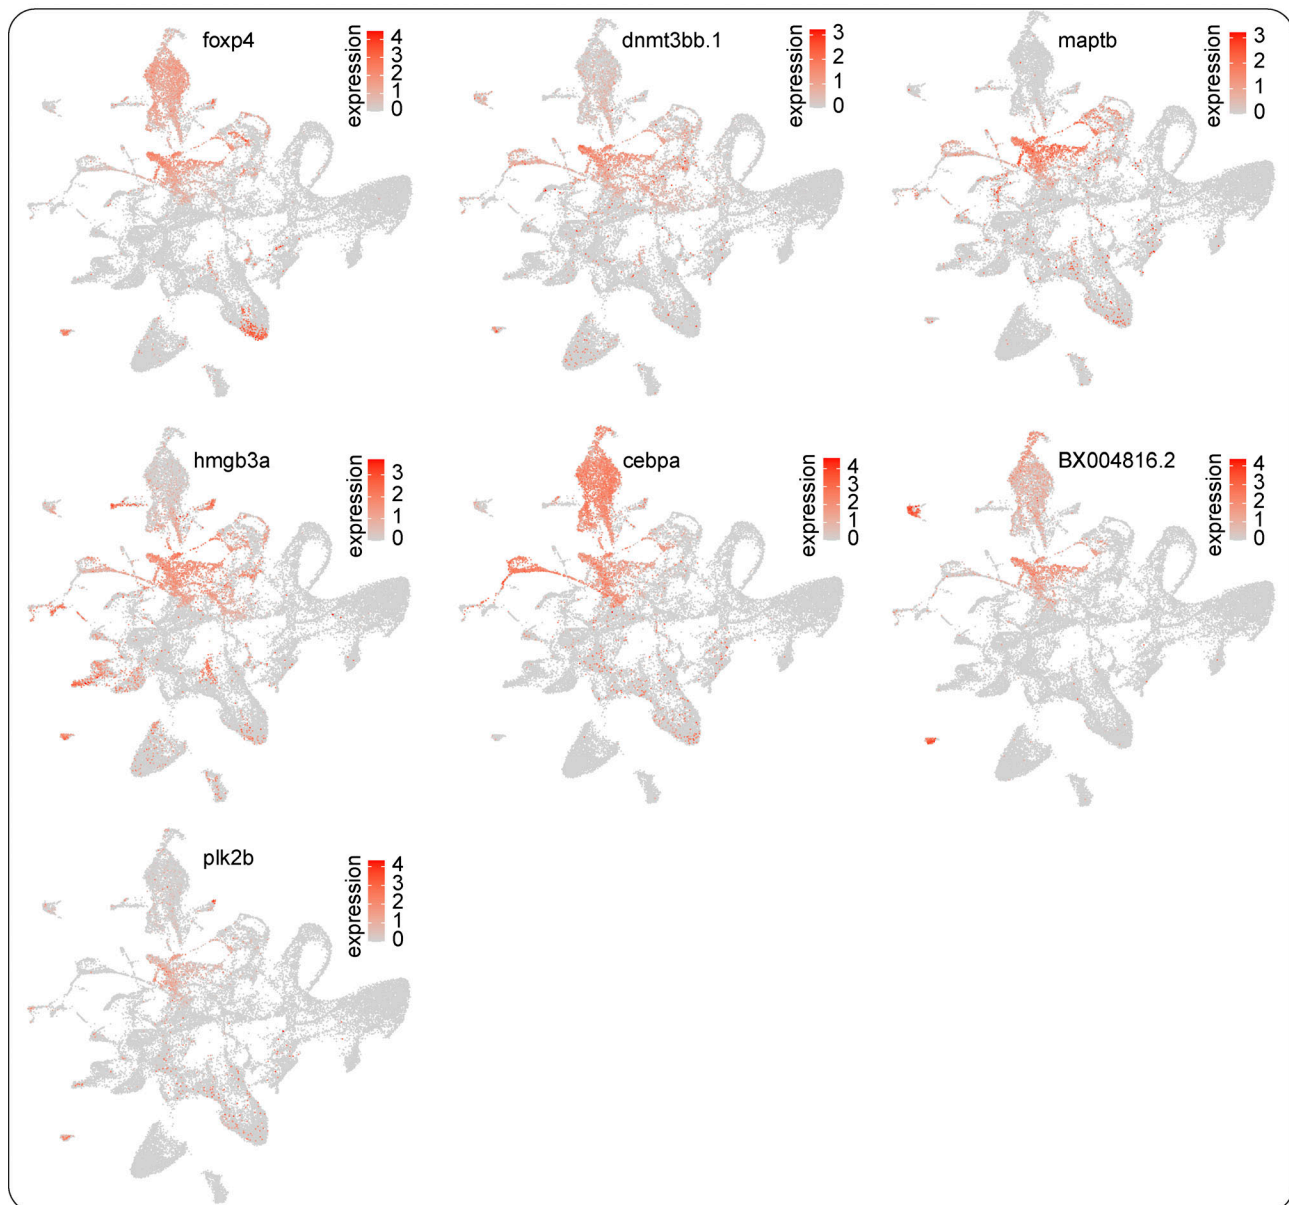 foxp4
expression
4
3
2
1
0
dnmt3bb.1
expression
3
2
1
0
maptb
expression
3
2
1
0
hmgb3a
expression
3
2
1
0
cebpa
expression
4
3
2
1
0
BX004816.2
expression
4
3
2
1
0
plk2b
expression
4
3
2
1
0